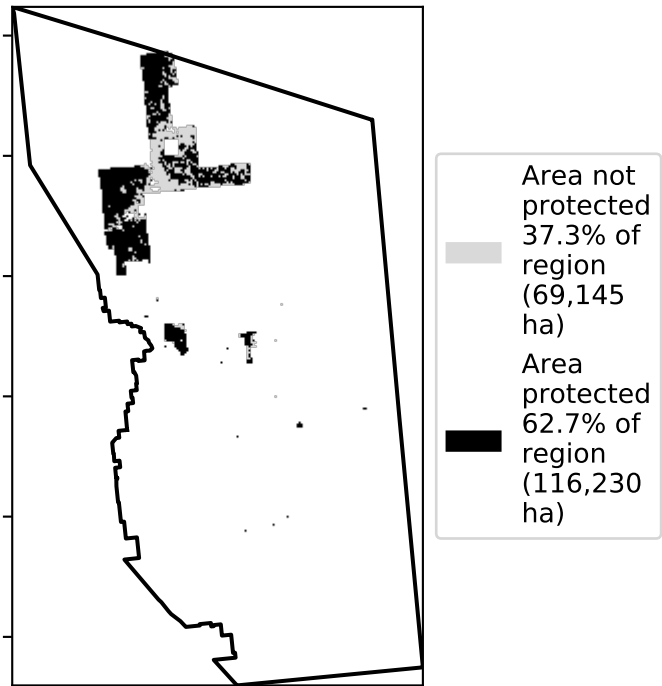 Area not
protected
37.3% of
region
(69,145
ha)
Area
protected
62.7% of
region
(116,230
ha)